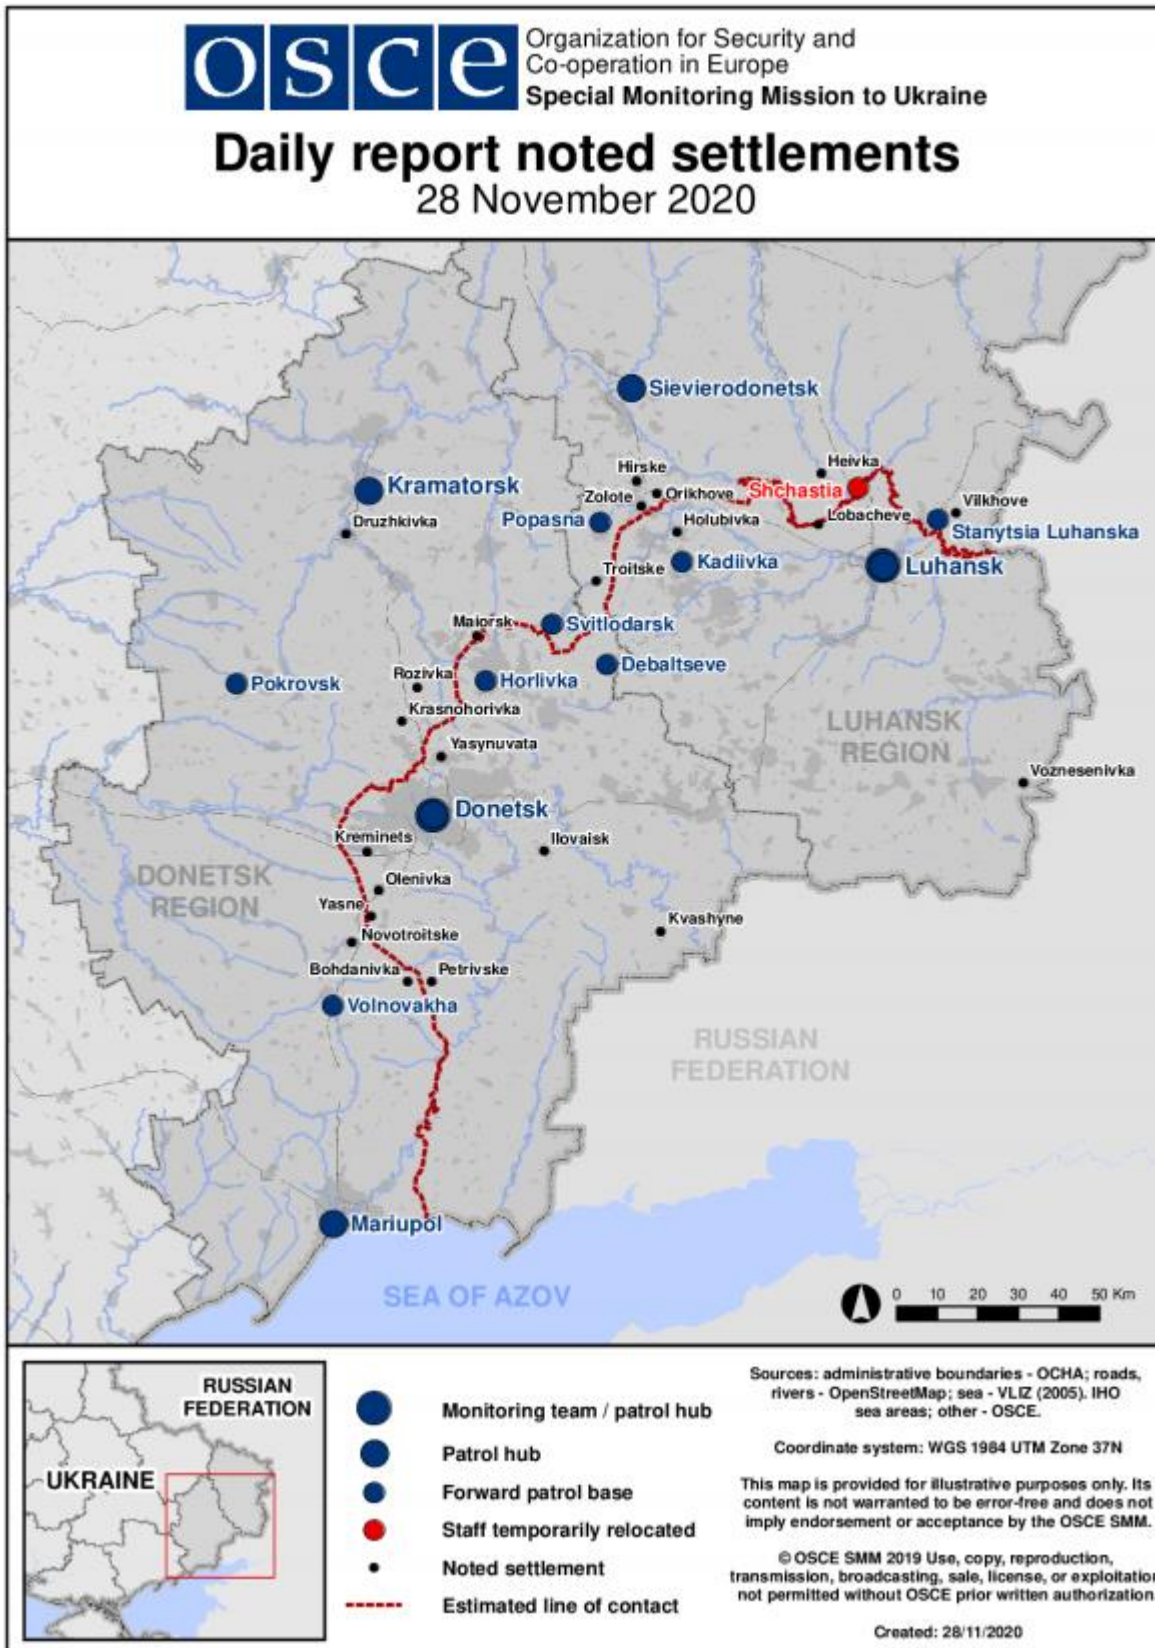 osce
Organization for Security and
Co-operation in Europe
Special Monitoring Mission to Ukraine
Daily report noted settlements
28 November 2020
Sievierodonetsk
Hirske
Heivka
Kramatorsk
Zolote
Orikhove
Shchastia
Vilkhove
Druzhkivka
Popasna
Holubivka
Lobacheve
Stanytsia Luhanska
Troitske
Kadiivka
Luhansk
Maiorsk
Svitlodarsk
Debaltseve
Pokrovsk
Rozivka
Horlivka
Krasnohorivka
LUHANSK
REGION
Yasynuvata
Voznesenivka
Donetsk
Kreminets
Ilovaisk
DONETSK
REGION
Olenivka
Yasne
Kvashyne
Novotroitske
Bohdanivka
Petrivske
Volnovakha
RUSSIAN
FEDERATION
Mariupol
SEA OF AZOV
0 10 20 30 40 50 Km
RUSSIAN
FEDERATION
UKRAINE
Monitoring team / patrol hub
Patrol hub
Forward patrol base
Staff temporarily relocated
Noted settlement
Estimated line of contact
Sources: administrative boundaries - OCHA; roads,
rivers - OpenStreetMap; sea - VLIZ (2005). IHO
sea areas; other - OSCE.
Coordinate system: WGS 1984 UTM Zone 37N
This map is provided for illustrative purposes only. Its
content is not warranted to be error-free and does not
imply endorsement or acceptance by the OSCE SMM.
© OSCE SMM 2019 Use, copy, reproduction,
transmission, broadcasting, sale, license, or exploitation
not permitted without OSCE prior written authorization
Created: 28/11/2020